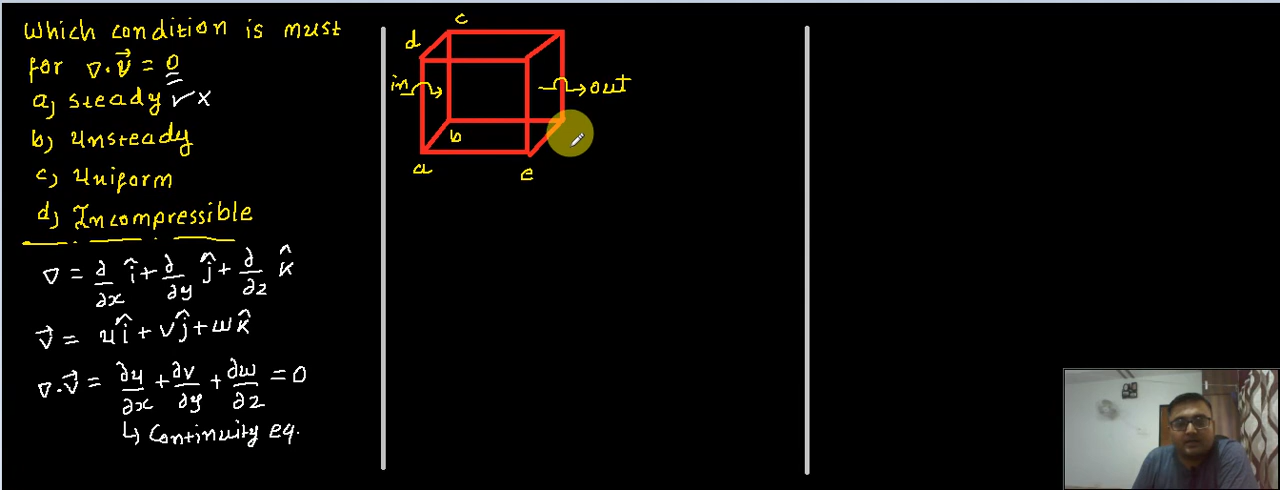 Which condition is must
for ∇·V⃗ = 0
a) steady ✓ x
b) Unsteady
c) Uniform
d) Incompressible
∇ = ∂/∂x î + ∂/∂y ĵ + ∂/∂z k̂
V⃗ = uî + vĵ + wk̂
∇·V⃗ = ∂u/∂x + ∂v/∂y + ∂w/∂z = 0
↳ Continuity eq.
c
d
in
out
b
a
e